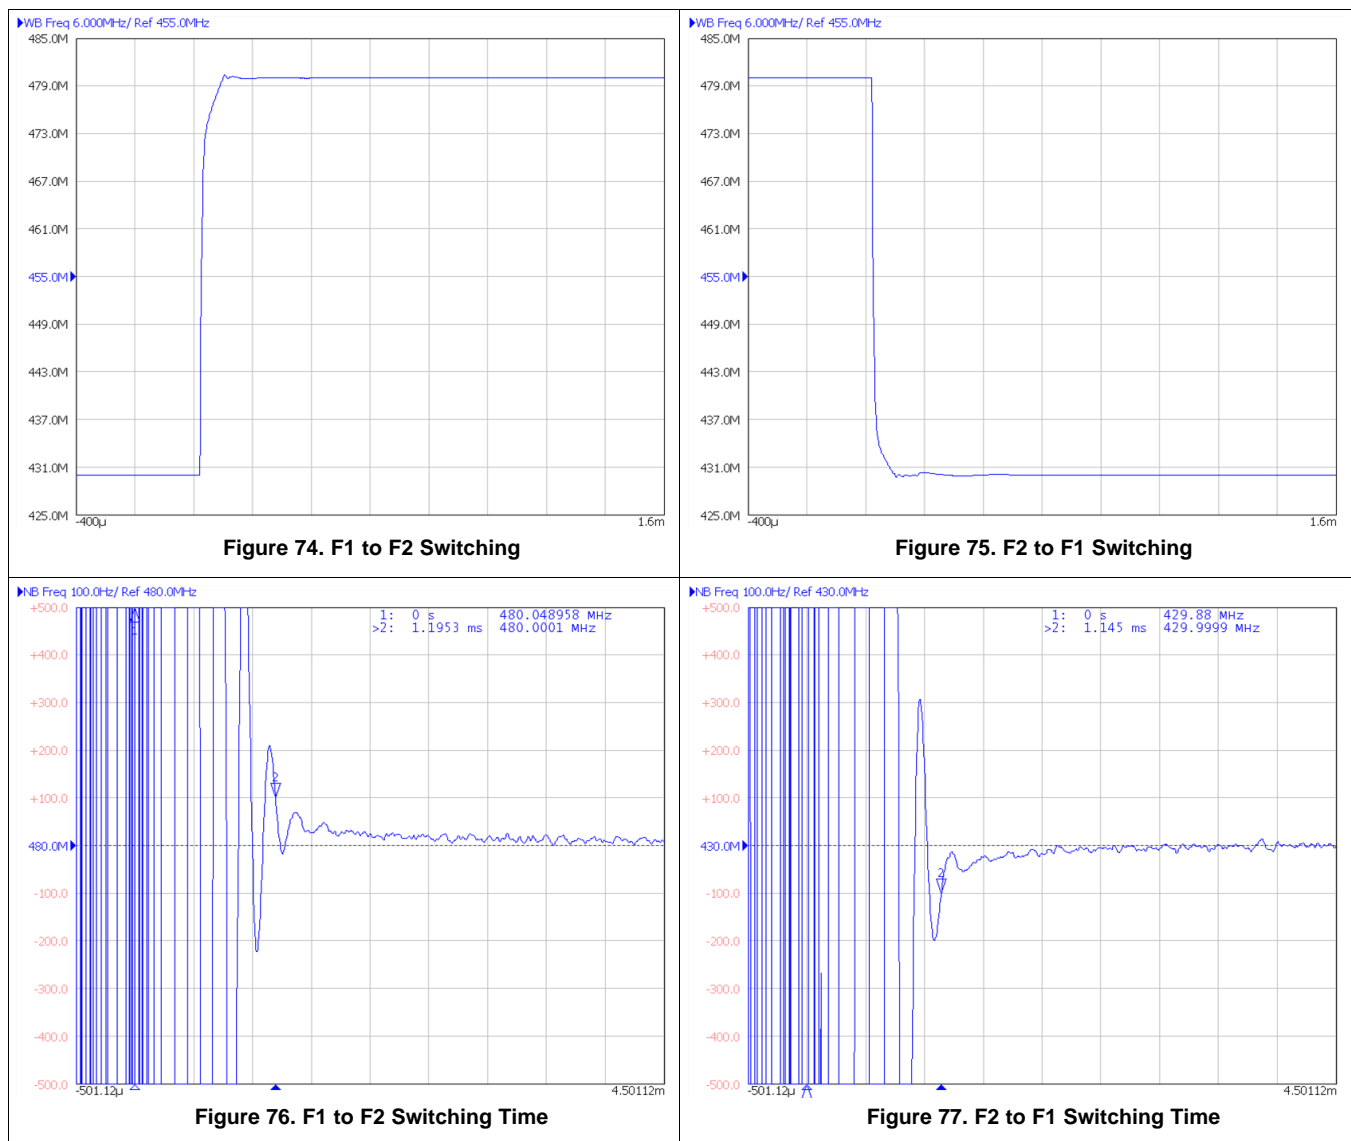 WB Freq 6.000MHz/ Ref 455.0MHz
485.0M
479.0M
473.0M
467.0M
461.0M
455.0M
449.0M
443.0M
437.0M
431.0M
425.0M
-400µ
1.6m
Figure 74. F1 to F2 Switching
WB Freq 6.000MHz/ Ref 455.0MHz
485.0M
479.0M
473.0M
467.0M
461.0M
455.0M
449.0M
443.0M
437.0M
431.0M
425.0M
-400µ
1.6m
Figure 75. F2 to F1 Switching
NB Freq 100.0Hz/ Ref 480.0MHz
1: 0 s 480.048958 MHz
>2: 1.1953 ms 480.0001 MHz
+500.0
+400.0
+300.0
+200.0
+100.0
480.0M
-100.0
-200.0
-300.0
-400.0
-500.0
1
2
-501.12µ
4.50112m
Figure 76. F1 to F2 Switching Time
NB Freq 100.0Hz/ Ref 430.0MHz
1: 0 s 429.88 MHz
>2: 1.145 ms 429.9999 MHz
+500.0
+400.0
+300.0
+200.0
+100.0
430.0M
-100.0
-200.0
-300.0
-400.0
-500.0
2
-501.12µ
4.50112m
Figure 77. F2 to F1 Switching Time